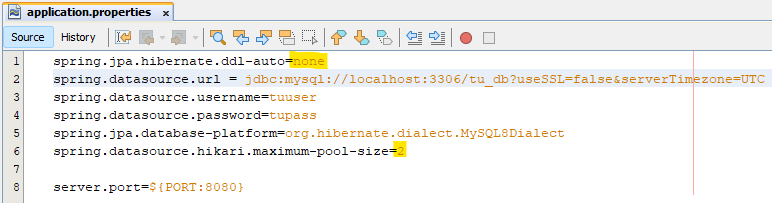 application.properties x
Source History
1 spring.jpa.hibernate.ddl-auto=none
2 spring.datasource.url = jdbc:mysql://localhost:3306/tu_db?useSSL=false&serverTimezone=UTC
3 spring.datasource.username=tuuser
4 spring.datasource.password=tupass
5 spring.jpa.database-platform=org.hibernate.dialect.MySQL8Dialect
6 spring.datasource.hikari.maximum-pool-size=2
7
8 server.port=${PORT:8080}